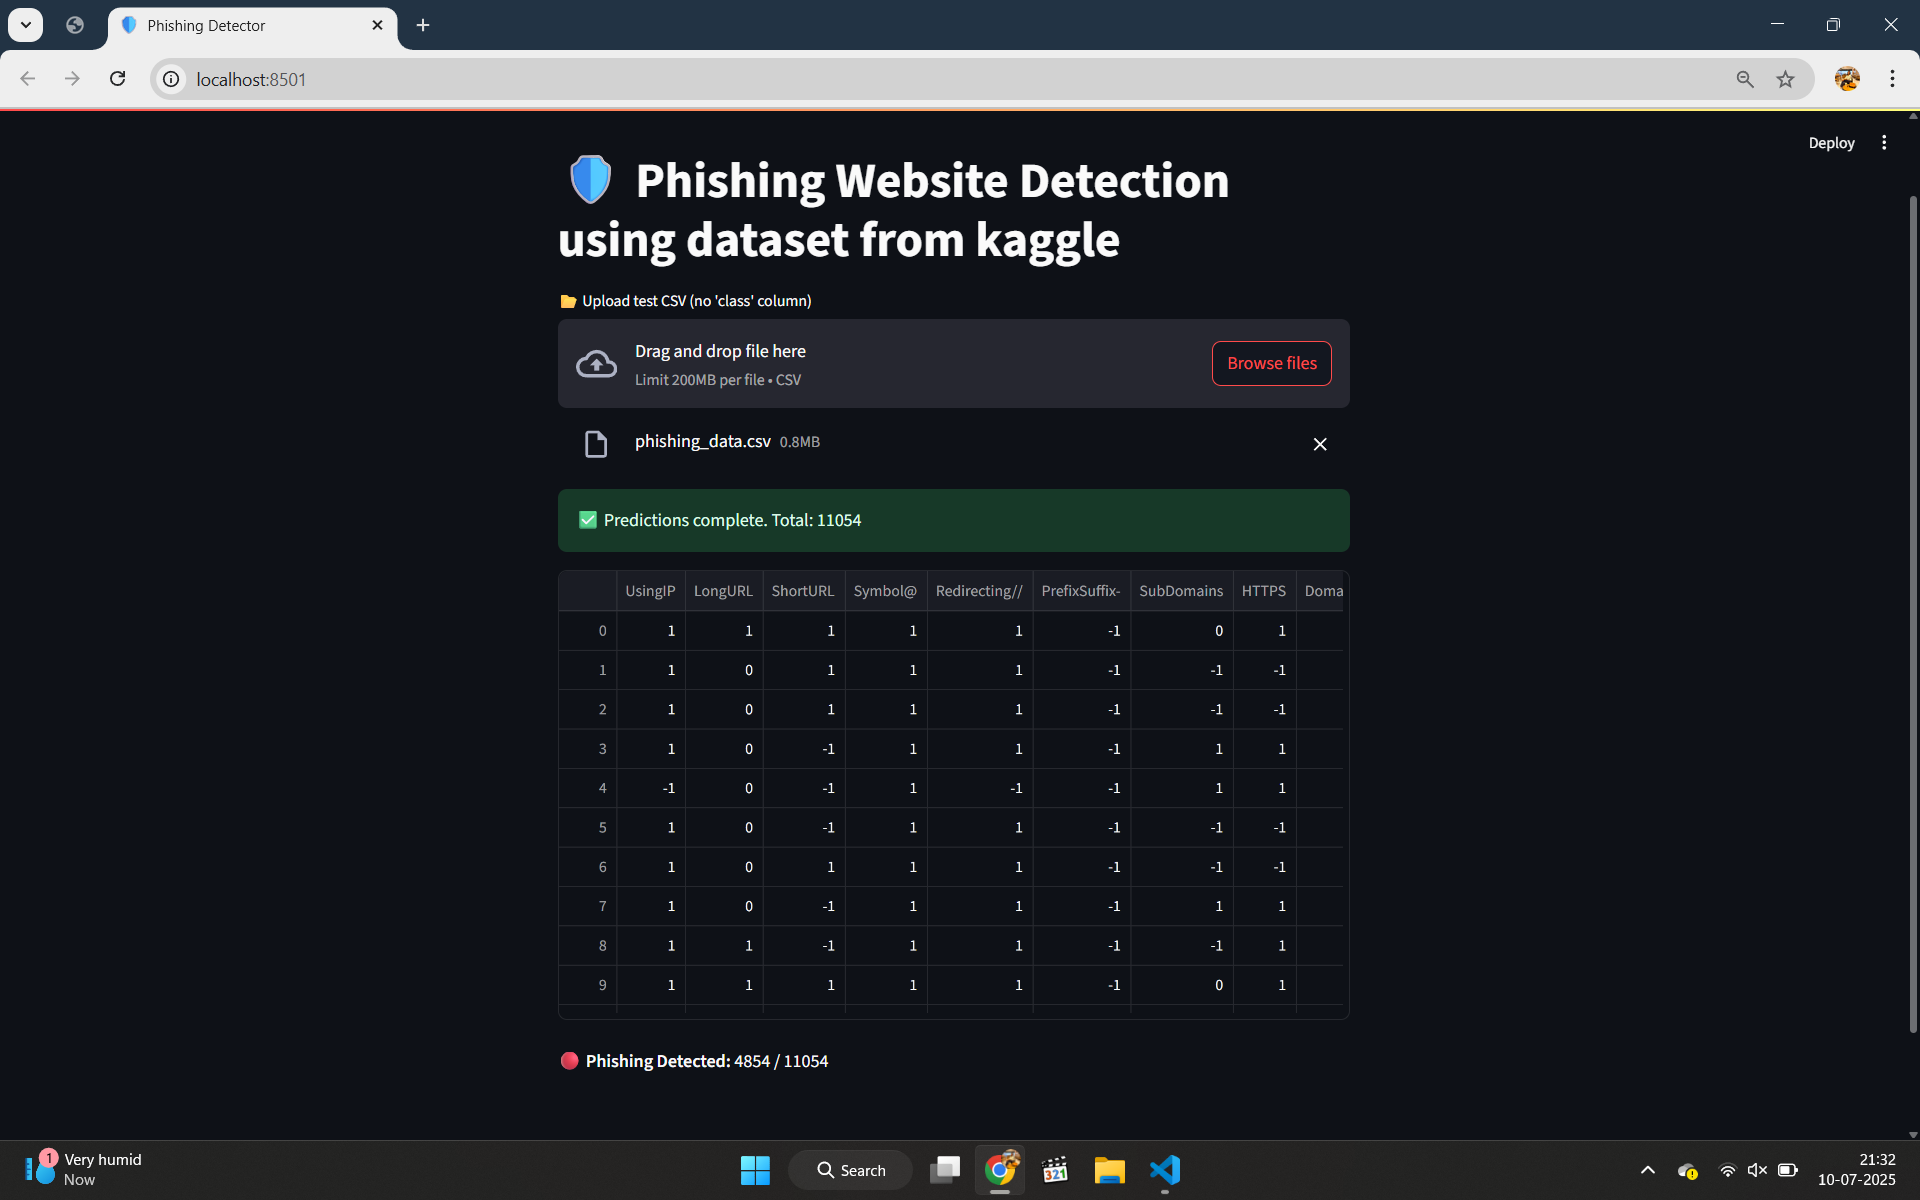 Phishing Detector
localhost:8501
Deploy
Phishing Website Detection
using dataset from kaggle
Upload test CSV (no 'class' column)
Drag and drop file here
Limit 200MB per file • CSV
Browse files
phishing_data.csv 0.8MB
Predictions complete. Total: 11054
UsingIP LongURL ShortURL Symbol@ Redirecting// PrefixSuffix- SubDomains HTTPS Doma
0 1 1 1 1 1 -1 0 1
1 1 0 1 1 1 -1 -1 -1
2 1 0 1 1 1 -1 -1 -1
3 1 0 -1 1 1 -1 1 1
4 -1 0 -1 1 -1 -1 1 1
5 1 0 -1 1 1 -1 -1 -1
6 1 0 1 1 1 -1 -1 -1
7 1 0 -1 1 1 -1 1 1
8 1 1 -1 1 1 -1 -1 1
9 1 1 1 1 1 -1 0 1
Phishing Detected: 4854 / 11054
1
Very humid
Now
Search
321
21:32
10-07-2025